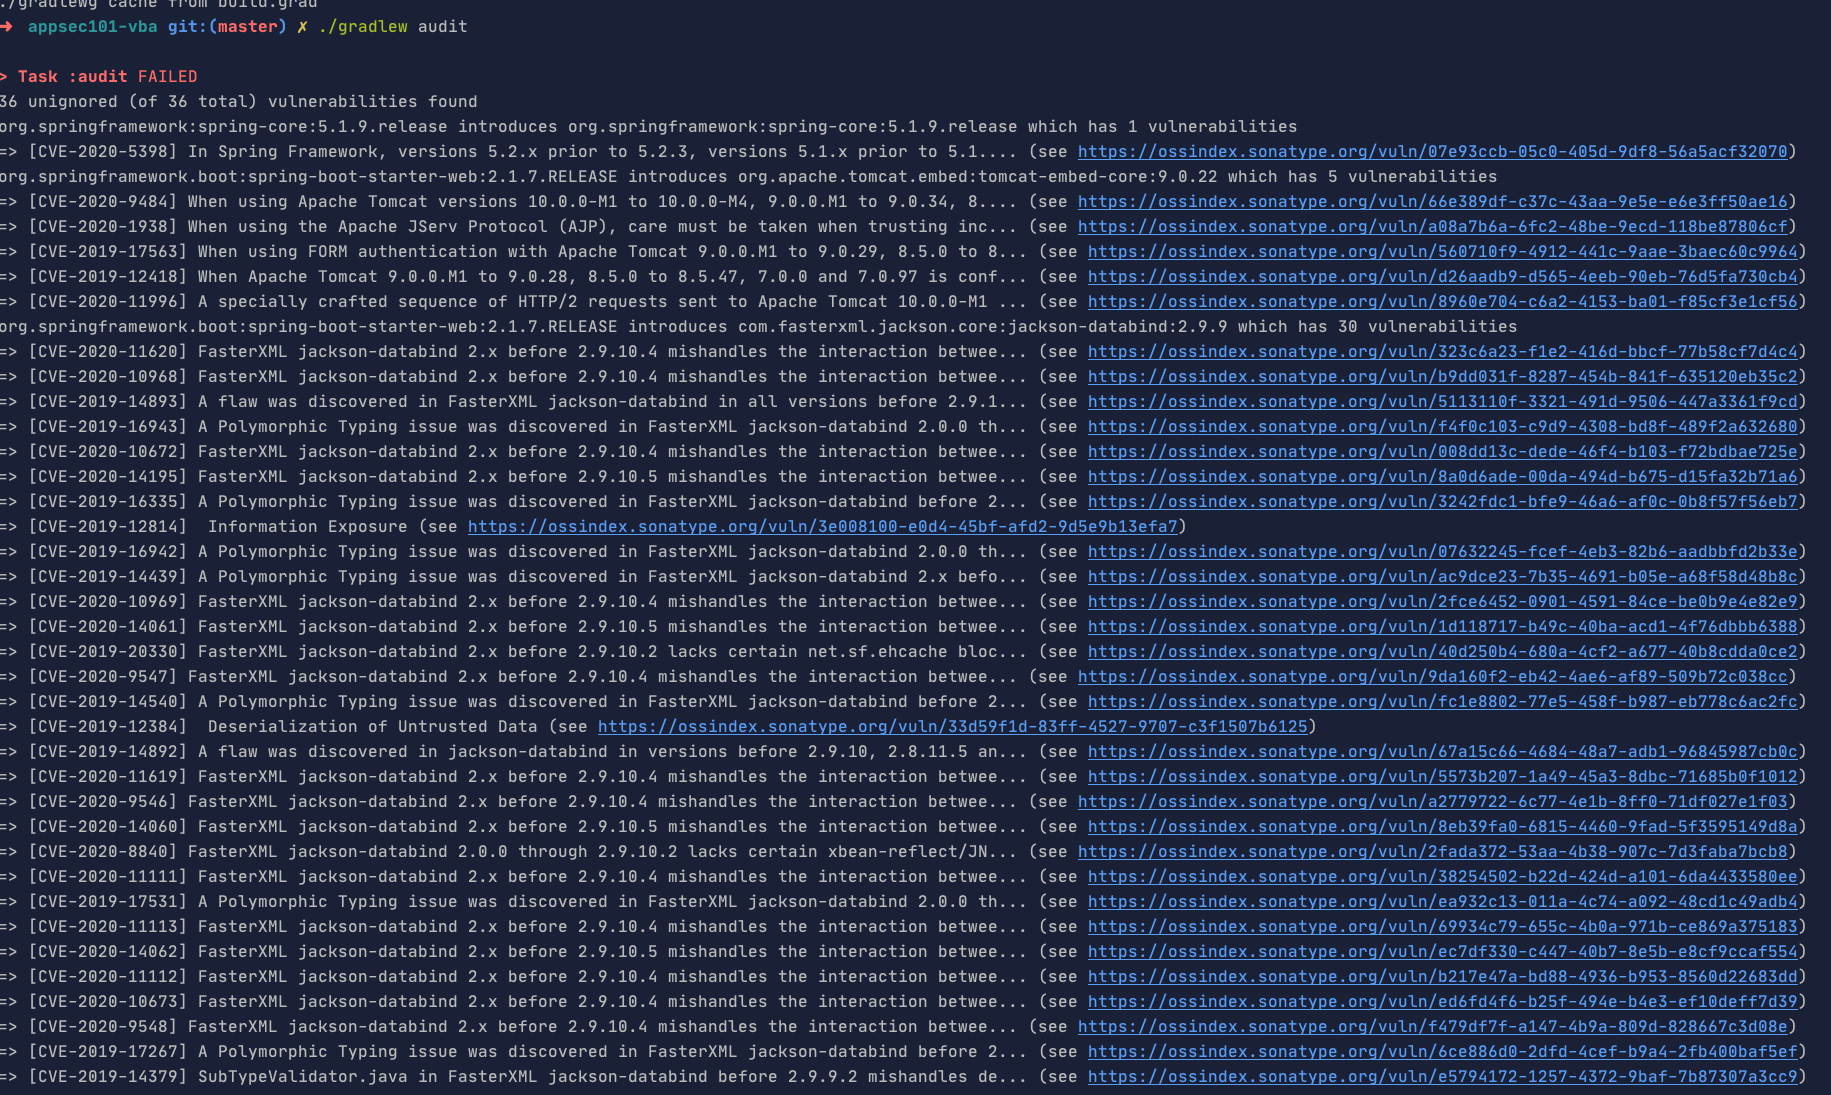 ./gradlewg cache from build.grad
➜ appsec101-vba git:(master) ✗ ./gradlew audit
> Task :audit FAILED
36 unignored (of 36 total) vulnerabilities found
org.springframework:spring-core:5.1.9.release introduces org.springframework:spring-core:5.1.9.release which has 1 vulnerabilities
=> [CVE-2020-5398] In Spring Framework, versions 5.2.x prior to 5.2.3, versions 5.1.x prior to 5.1.... (see https://ossindex.sonatype.org/vuln/07e93ccb-05c0-405d-9df8-56a5acf32070)
org.springframework.boot:spring-boot-starter-web:2.1.7.RELEASE introduces org.apache.tomcat.embed:tomcat-embed-core:9.0.22 which has 5 vulnerabilities
=> [CVE-2020-9484] When using Apache Tomcat versions 10.0.0-M1 to 10.0.0-M4, 9.0.0.M1 to 9.0.34, 8.... (see https://ossindex.sonatype.org/vuln/66e389df-c37c-43aa-9e5e-e6e3ff50ae16)
=> [CVE-2020-1938] When using the Apache JServ Protocol (AJP), care must be taken when trusting inc... (see https://ossindex.sonatype.org/vuln/a08a7b6a-6fc2-48be-9ecd-118be87806cf)
=> [CVE-2019-17563] When using FORM authentication with Apache Tomcat 9.0.0.M1 to 9.0.29, 8.5.0 to 8... (see https://ossindex.sonatype.org/vuln/560710f9-4912-441c-9aae-3baec60c9964)
=> [CVE-2019-12418] When Apache Tomcat 9.0.0.M1 to 9.0.28, 8.5.0 to 8.5.47, 7.0.0 and 7.0.97 is conf... (see https://ossindex.sonatype.org/vuln/d26aadb9-d565-4eeb-90eb-76d5fa730cb4)
=> [CVE-2020-11996] A specially crafted sequence of HTTP/2 requests sent to Apache Tomcat 10.0.0-M1 ... (see https://ossindex.sonatype.org/vuln/8960e704-c6a2-4153-ba01-f85cf3e1cf56)
org.springframework.boot:spring-boot-starter-web:2.1.7.RELEASE introduces com.fasterxml.jackson.core:jackson-databind:2.9.9 which has 30 vulnerabilities
=> [CVE-2020-11620] FasterXML jackson-databind 2.x before 2.9.10.4 mishandles the interaction betwee... (see https://ossindex.sonatype.org/vuln/323c6a23-f1e2-416d-bbcf-77b58cf7d4c4)
=> [CVE-2020-10968] FasterXML jackson-databind 2.x before 2.9.10.4 mishandles the interaction betwee... (see https://ossindex.sonatype.org/vuln/b9dd031f-8287-454b-841f-635120eb35c2)
=> [CVE-2019-14893] A flaw was discovered in FasterXML jackson-databind in all versions before 2.9.1... (see https://ossindex.sonatype.org/vuln/5113110f-3321-491d-9506-447a3361f9cd)
=> [CVE-2019-16943] A Polymorphic Typing issue was discovered in FasterXML jackson-databind 2.0.0 th... (see https://ossindex.sonatype.org/vuln/f4f0c103-c9d9-4308-bd8f-489f2a632680)
=> [CVE-2020-10672] FasterXML jackson-databind 2.x before 2.9.10.4 mishandles the interaction betwee... (see https://ossindex.sonatype.org/vuln/008dd13c-dede-46f4-b103-f72bdbae725e)
=> [CVE-2020-14195] FasterXML jackson-databind 2.x before 2.9.10.5 mishandles the interaction betwee... (see https://ossindex.sonatype.org/vuln/8a0d6ade-00da-494d-b675-d15fa32b71a6)
=> [CVE-2019-16335] A Polymorphic Typing issue was discovered in FasterXML jackson-databind before 2... (see https://ossindex.sonatype.org/vuln/3242fdc1-bfe9-46a6-af0c-0b8f57f56eb7)
=> [CVE-2019-12814]  Information Exposure (see https://ossindex.sonatype.org/vuln/3e008100-e0d4-45bf-afd2-9d5e9b13efa7)
=> [CVE-2019-16942] A Polymorphic Typing issue was discovered in FasterXML jackson-databind 2.0.0 th... (see https://ossindex.sonatype.org/vuln/07632245-fcef-4eb3-82b6-aadbbfd2b33e)
=> [CVE-2019-14439] A Polymorphic Typing issue was discovered in FasterXML jackson-databind 2.x befo... (see https://ossindex.sonatype.org/vuln/ac9dce23-7b35-4691-b05e-a68f58d48b8c)
=> [CVE-2020-10969] FasterXML jackson-databind 2.x before 2.9.10.4 mishandles the interaction betwee... (see https://ossindex.sonatype.org/vuln/2fce6452-0901-4591-84ce-be0b9e4e82e9)
=> [CVE-2020-14061] FasterXML jackson-databind 2.x before 2.9.10.5 mishandles the interaction betwee... (see https://ossindex.sonatype.org/vuln/1d118717-b49c-40ba-acd1-4f76dbbb6388)
=> [CVE-2019-20330] FasterXML jackson-databind 2.x before 2.9.10.2 lacks certain net.sf.ehcache bloc... (see https://ossindex.sonatype.org/vuln/40d250b4-680a-4cf2-a677-40b8cdda0ce2)
=> [CVE-2020-9547] FasterXML jackson-databind 2.x before 2.9.10.4 mishandles the interaction betwee... (see https://ossindex.sonatype.org/vuln/9da160f2-eb42-4ae6-af89-509b72c038cc)
=> [CVE-2019-14540] A Polymorphic Typing issue was discovered in FasterXML jackson-databind before 2... (see https://ossindex.sonatype.org/vuln/fc1e8802-77e5-458f-b987-eb778c6ac2fc)
=> [CVE-2019-12384]  Deserialization of Untrusted Data (see https://ossindex.sonatype.org/vuln/33d59f1d-83ff-4527-9707-c3f1507b6125)
=> [CVE-2019-14892] A flaw was discovered in jackson-databind in versions before 2.9.10, 2.8.11.5 an... (see https://ossindex.sonatype.org/vuln/67a15c66-4684-48a7-adb1-96845987cb0c)
=> [CVE-2020-11619] FasterXML jackson-databind 2.x before 2.9.10.4 mishandles the interaction betwee... (see https://ossindex.sonatype.org/vuln/5573b207-1a49-45a3-8dbc-71685b0f1012)
=> [CVE-2020-9546] FasterXML jackson-databind 2.x before 2.9.10.4 mishandles the interaction betwee... (see https://ossindex.sonatype.org/vuln/a2779722-6c77-4e1b-8ff0-71df027e1f03)
=> [CVE-2020-14060] FasterXML jackson-databind 2.x before 2.9.10.5 mishandles the interaction betwee... (see https://ossindex.sonatype.org/vuln/8eb39fa0-6815-4460-9fad-5f3595149d8a)
=> [CVE-2020-8840] FasterXML jackson-databind 2.0.0 through 2.9.10.2 lacks certain xbean-reflect/JN... (see https://ossindex.sonatype.org/vuln/2fada372-53aa-4b38-907c-7d3faba7bcb8)
=> [CVE-2020-11111] FasterXML jackson-databind 2.x before 2.9.10.4 mishandles the interaction betwee... (see https://ossindex.sonatype.org/vuln/38254502-b22d-424d-a101-6da4433580ee)
=> [CVE-2019-17531] A Polymorphic Typing issue was discovered in FasterXML jackson-databind 2.0.0 th... (see https://ossindex.sonatype.org/vuln/ea932c13-011a-4c74-a092-48cd1c49adb4)
=> [CVE-2020-11113] FasterXML jackson-databind 2.x before 2.9.10.4 mishandles the interaction betwee... (see https://ossindex.sonatype.org/vuln/69934c79-655c-4b0a-971b-ce869a375183)
=> [CVE-2020-14062] FasterXML jackson-databind 2.x before 2.9.10.5 mishandles the interaction betwee... (see https://ossindex.sonatype.org/vuln/ec7df330-c447-40b7-8e5b-e8cf9ccaf554)
=> [CVE-2020-11112] FasterXML jackson-databind 2.x before 2.9.10.4 mishandles the interaction betwee... (see https://ossindex.sonatype.org/vuln/b217e47a-bd88-4936-b953-8560d22683dd)
=> [CVE-2020-10673] FasterXML jackson-databind 2.x before 2.9.10.4 mishandles the interaction betwee... (see https://ossindex.sonatype.org/vuln/ed6fd4f6-b25f-494e-b4e3-ef10deff7d39)
=> [CVE-2020-9548] FasterXML jackson-databind 2.x before 2.9.10.4 mishandles the interaction betwee... (see https://ossindex.sonatype.org/vuln/f479df7f-a147-4b9a-809d-828667c3d08e)
=> [CVE-2019-17267] A Polymorphic Typing issue was discovered in FasterXML jackson-databind before 2... (see https://ossindex.sonatype.org/vuln/6ce886d0-2dfd-4cef-b9a4-2fb400baf5ef)
=> [CVE-2019-14379] SubTypeValidator.java in FasterXML jackson-databind before 2.9.9.2 mishandles de... (see https://ossindex.sonatype.org/vuln/e5794172-1257-4372-9baf-7b87307a3cc9)